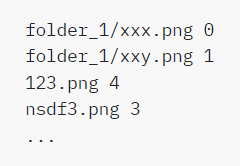 folder_1/xxx.png 0
folder_1/xxy.png 1
123.png 4
nsdf3.png 3
...